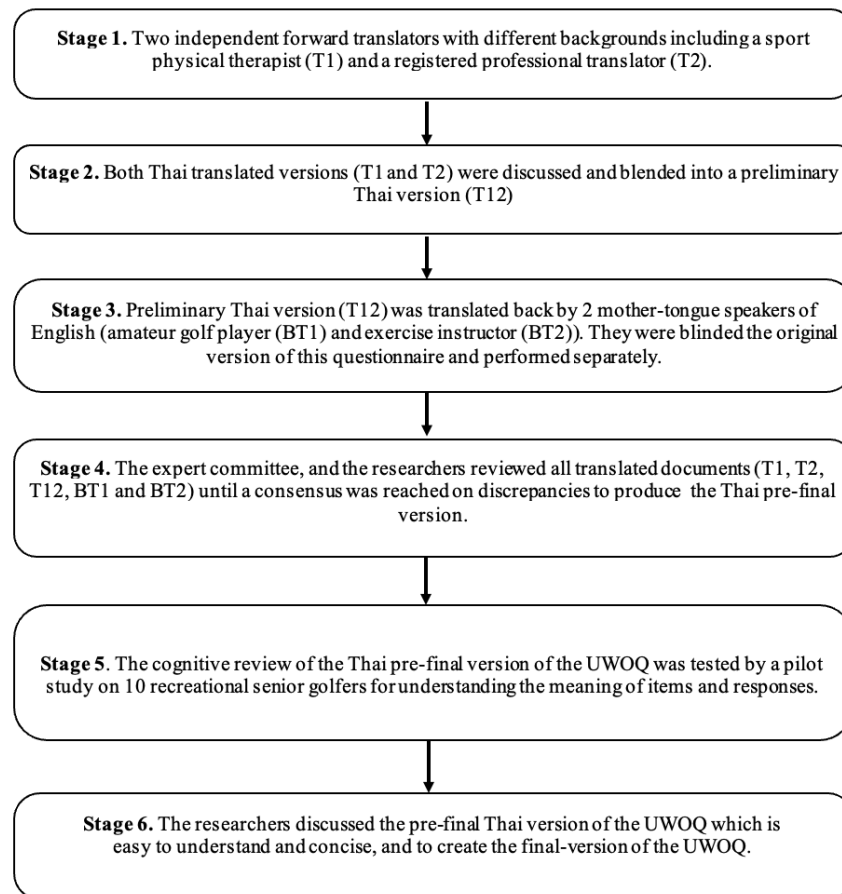 Stage 1. Two independent forward translators with different backgrounds including a sport
physical therapist (T1) and a registered professional translator (T2).
Stage 2. Both Thai translated versions (T1 and T2) were discussed and blended into a preliminary
Thai version (T12)
Stage 3. Preliminary Thai version (T12) was translated back by 2 mother-tongue speakers of
English (amateur golf player (BT1) and exercise instructor (BT2)). They were blinded the original
version of this questionnaire and performed separately.
Stage 4. The expert committee, and the researchers reviewed all translated documents (T1, T2,
T12, BT1 and BT2) until a consensus was reached on discrepancies to produce the Thai pre-final
version.
Stage 5. The cognitive review of the Thai pre-final version of the UWOQ was tested by a pilot
study on 10 recreational senior golfers for understanding the meaning of items and responses.
Stage 6. The researchers discussed the pre-final Thai version of the UWOQ which is
easy to understand and concise, and to create the final-version of the UWOQ.